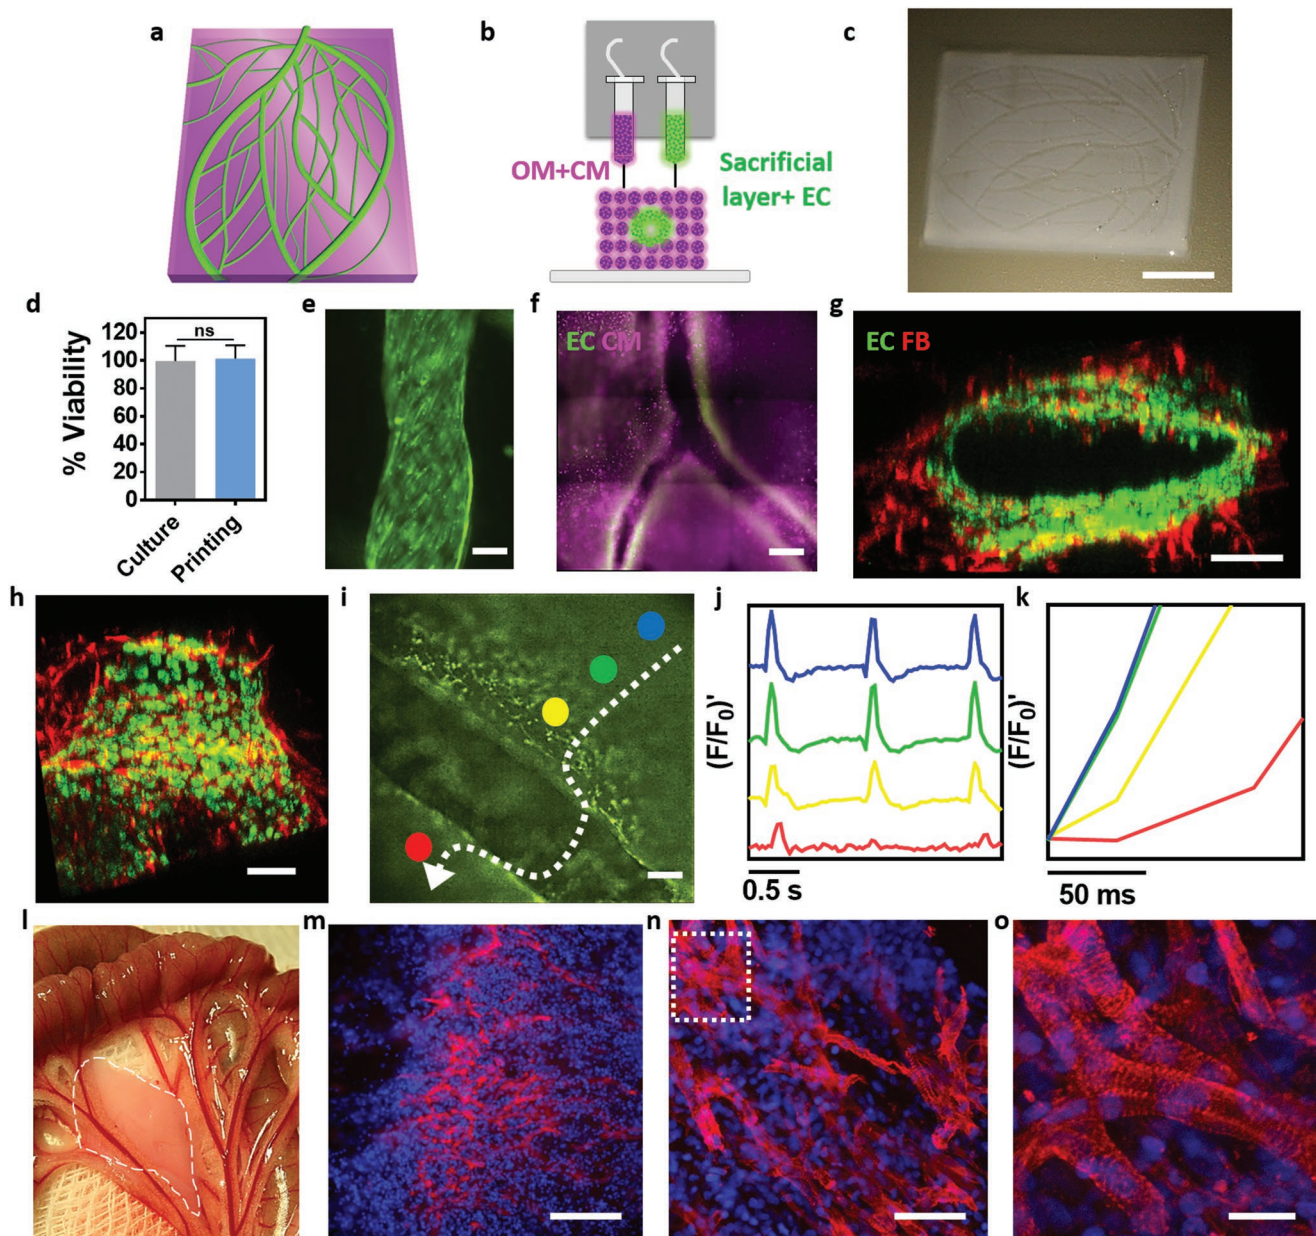 a
b
c
OM+CM
Sacrificial
layer+ EC
d
e
f
g
% Viability
120
100
80
60
40
20
0
ns
Culture
Printing
EC CM
EC FB
h
i
j
k
(F/F0)'
0.5 s
(F/F0)'
50 ms
l
m
n
o